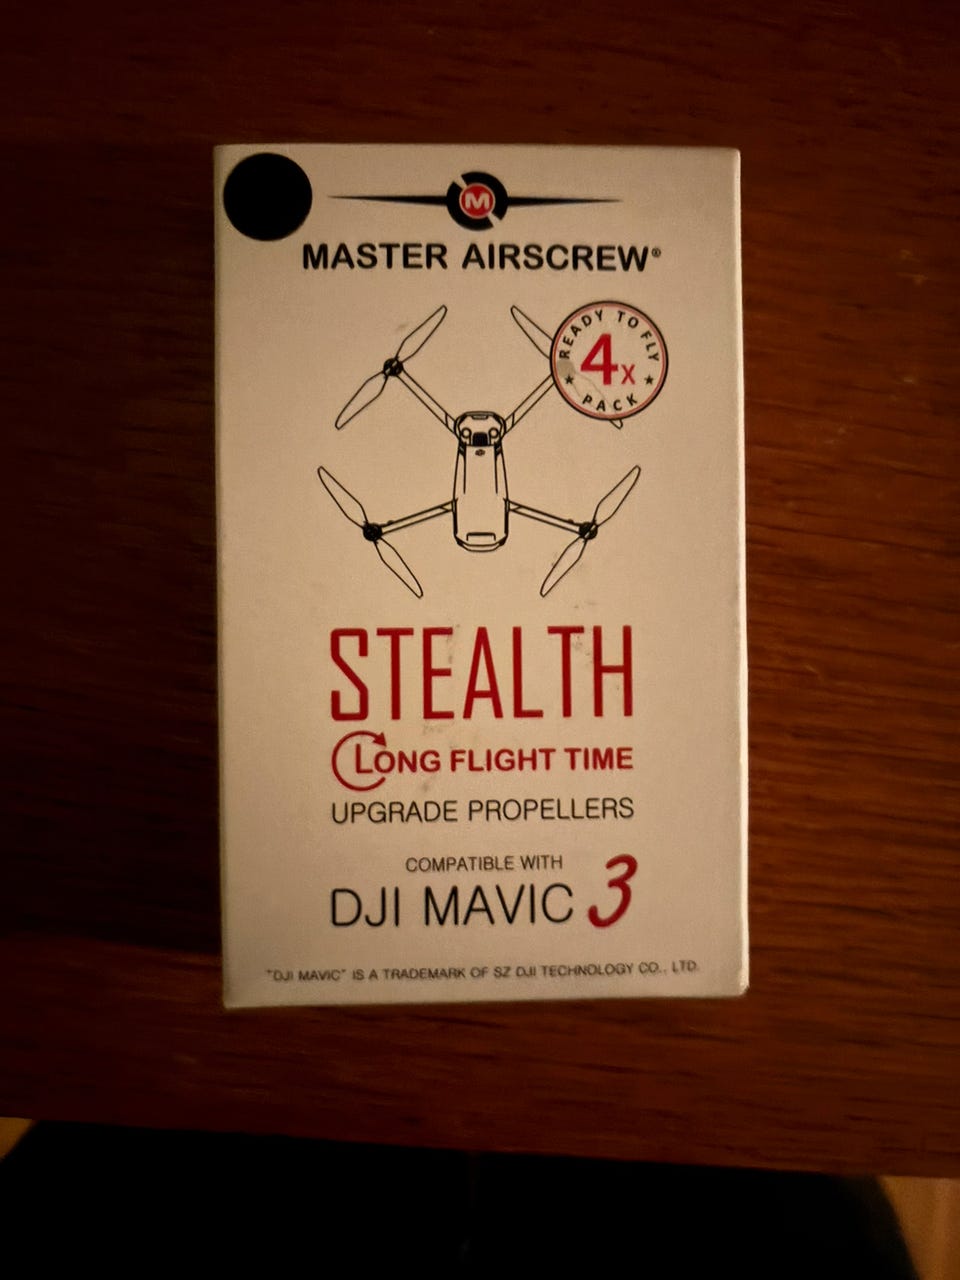 M
MASTER AIRSCREW®
READY TO FLY
4x
PACK
STEALTH
LONG FLIGHT TIME
UPGRADE PROPELLERS
COMPATIBLE WITH
DJI MAVIC 3
"DJI MAVIC" IS A TRADEMARK OF SZ DJI TECHNOLOGY CO., LTD.